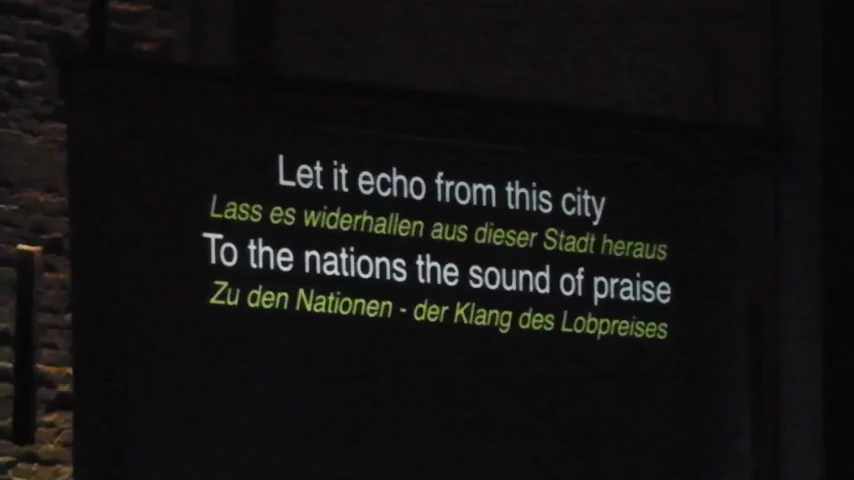 Let it echo from this city
Lass es widerhallen aus dieser Stadt heraus
To the nations the sound of praise
Zu den Nationen - der Klang des Lobpreises